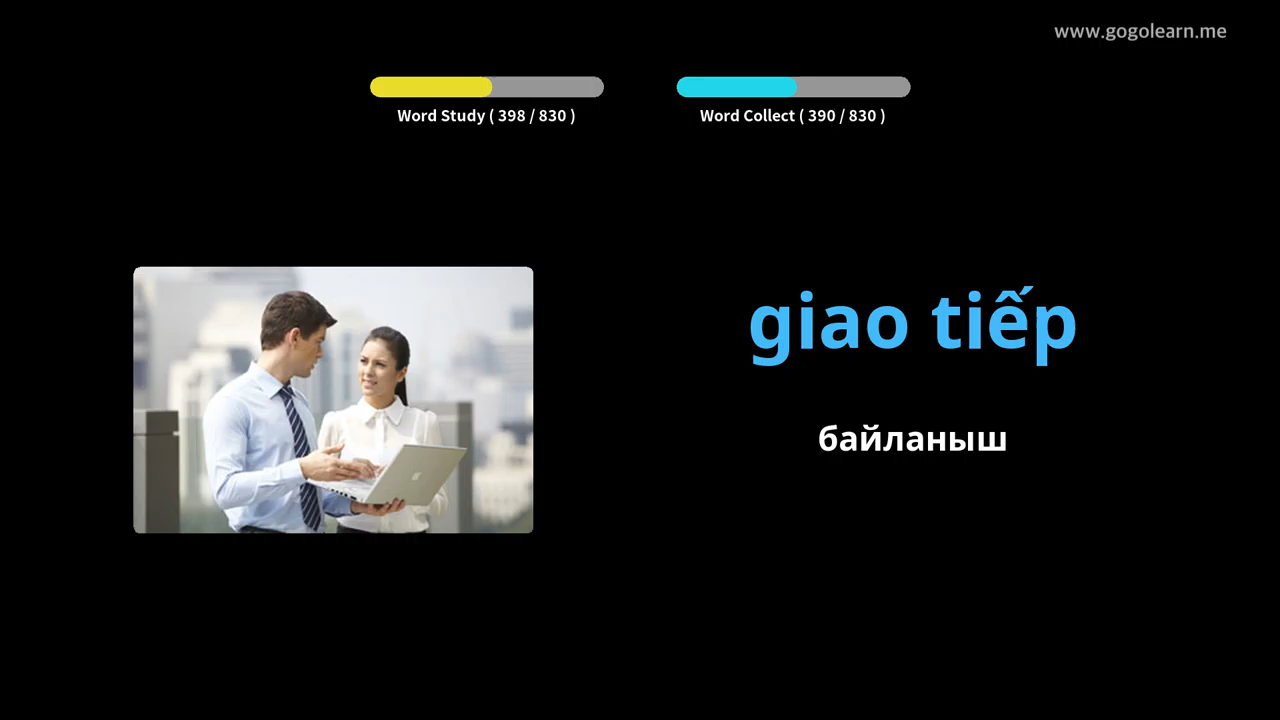 www.gogolearn.me
Word Study ( 398 / 830 )
Word Collect ( 390 / 830 )
giao tiếp
байланыш